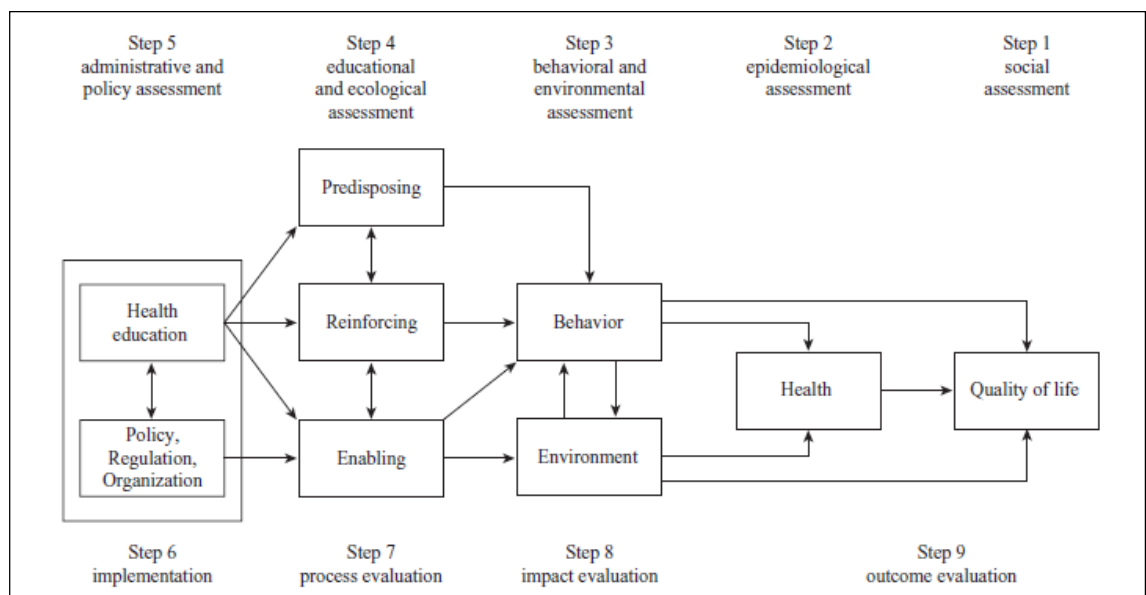 Step 5
administrative and
policy assessment
Step 4
educational
and ecological
assessment
Step 3
behavioral and
environmental
assessment
Step 2
epidemiological
assessment
Step 1
social
assessment
Predisposing
Health
education
Reinforcing
Behavior
Health
Quality of life
Policy,
Regulation,
Organization
Enabling
Environment
Step 6
implementation
Step 7
process evaluation
Step 8
impact evaluation
Step 9
outcome evaluation